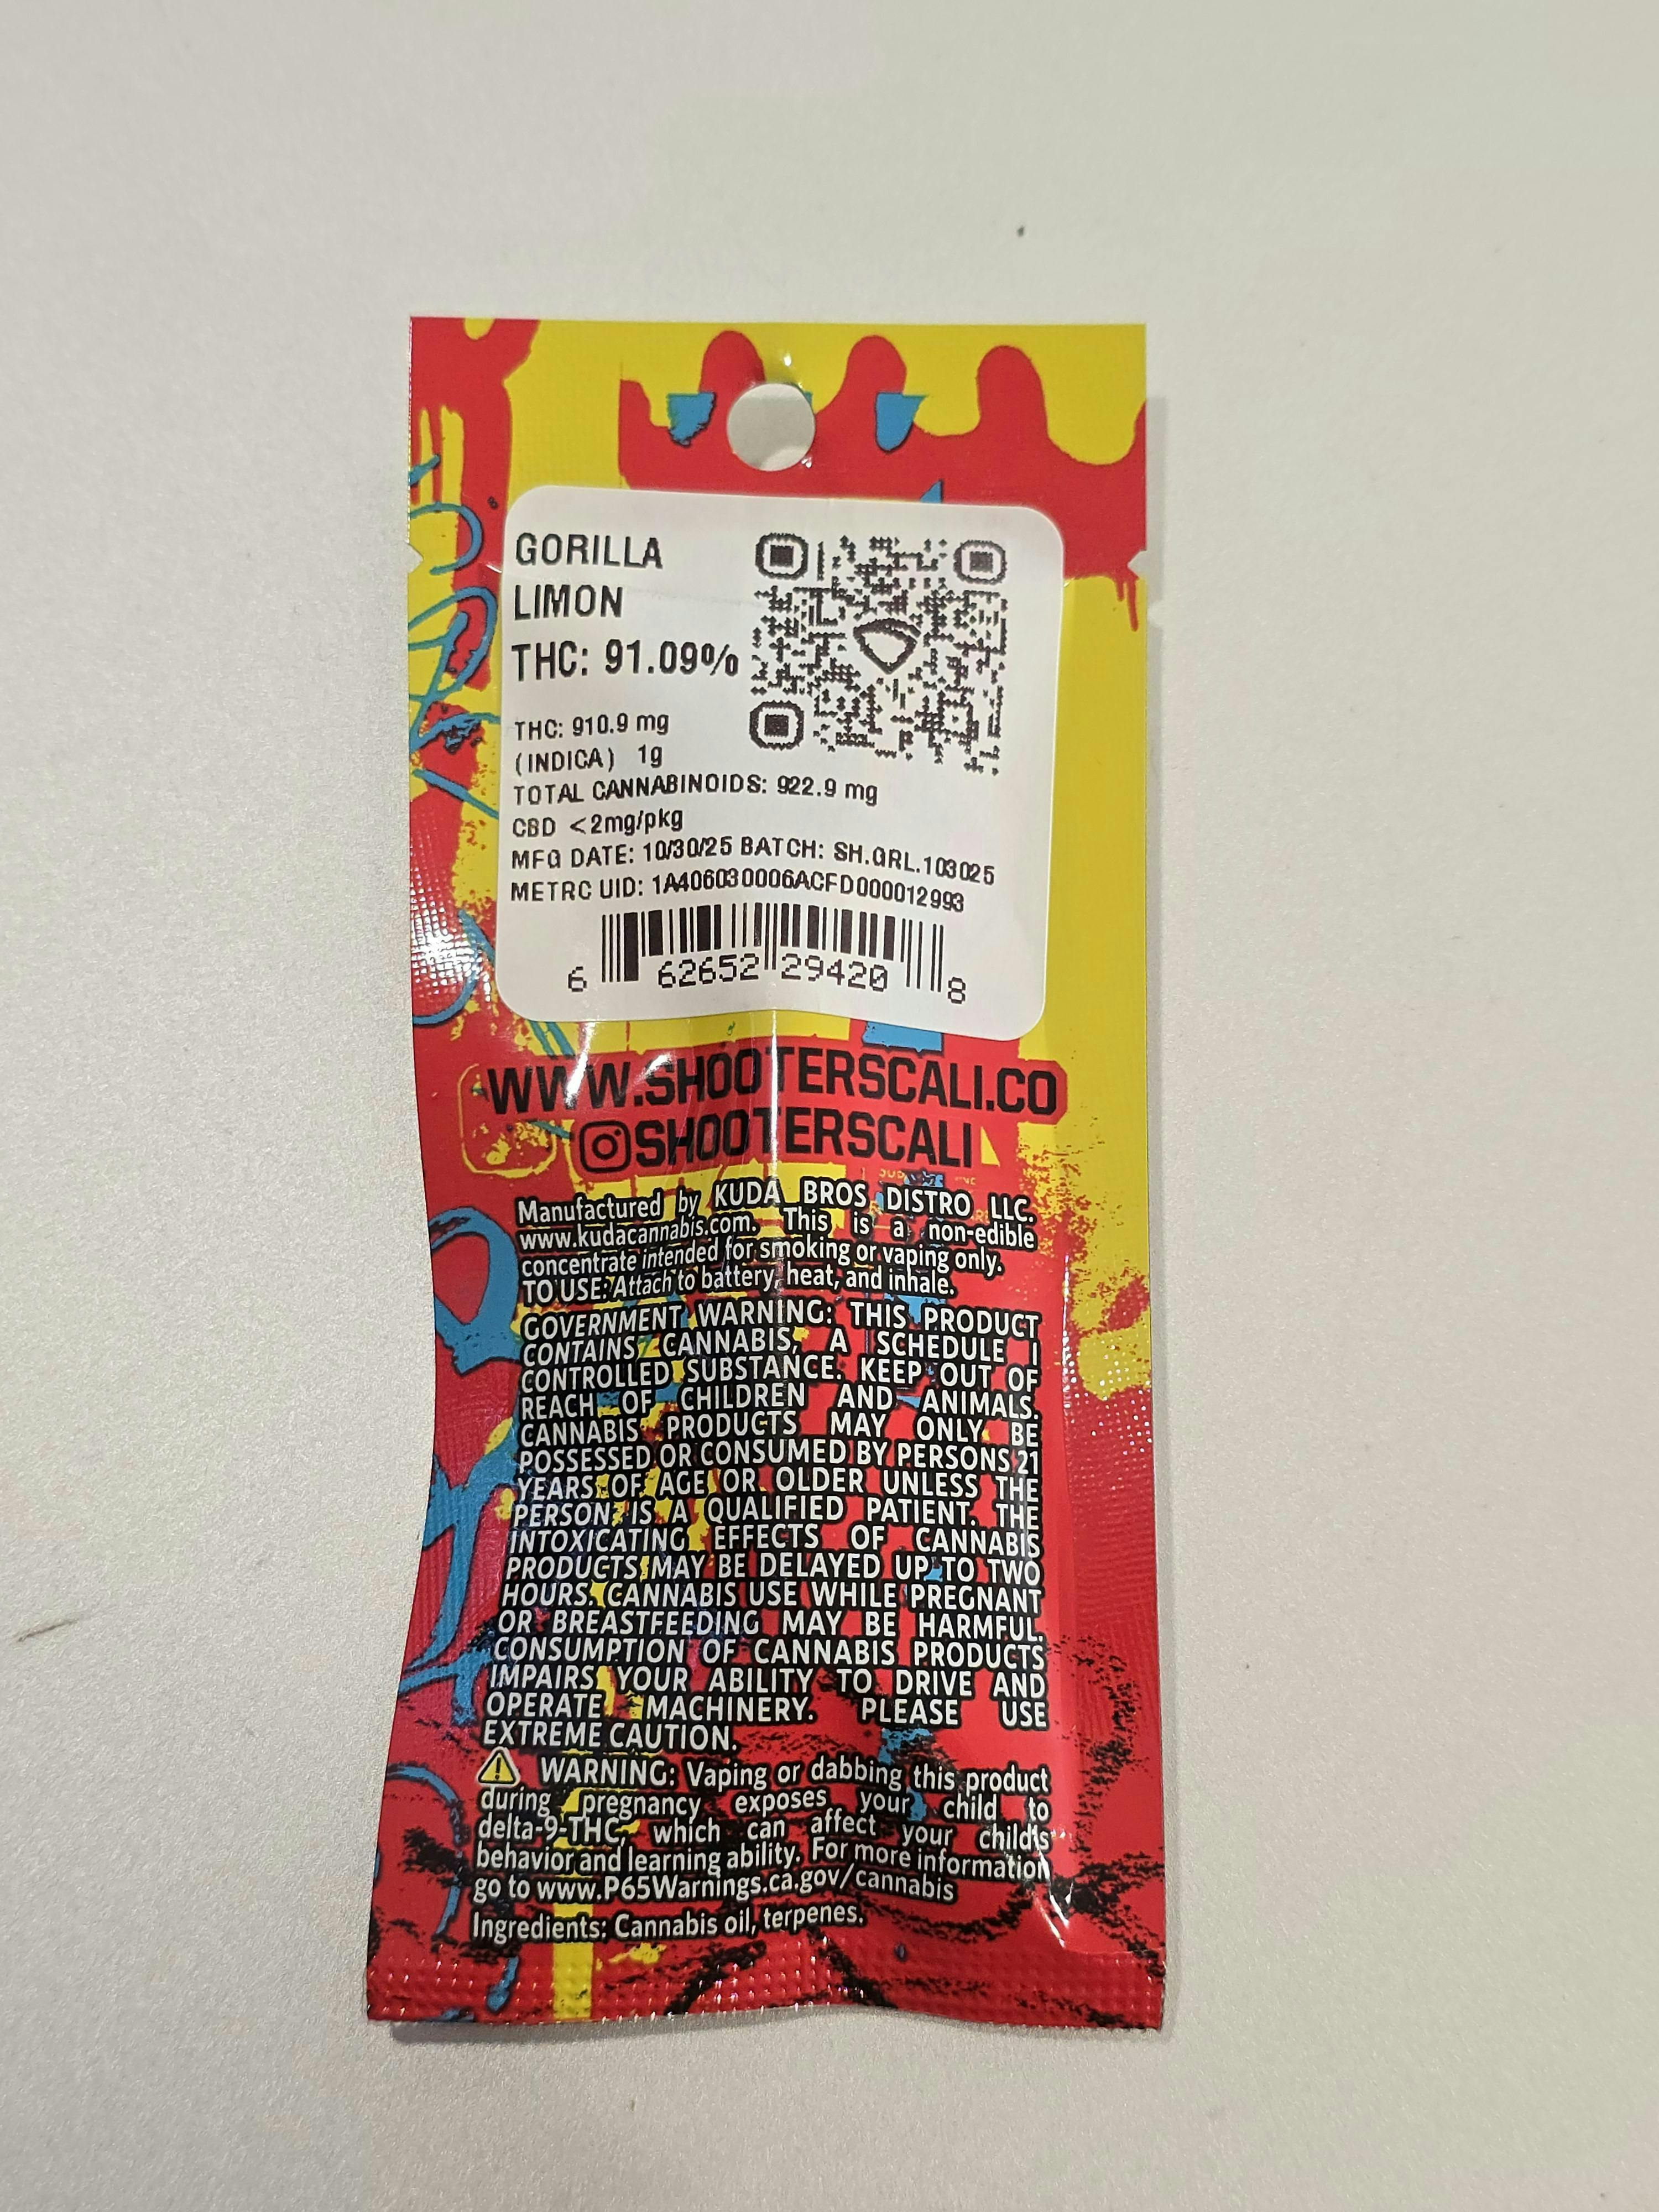 GORILLA
LIMON
THC: 91.09%
THC: 910.9 mg
(INDICA) 1g
TOTAL CANNABINOIDS: 922.9 mg
CBD <2mg/pkg
MFG DATE: 10/30/25 BATCH: SH.GRL.103025
METRC UID: 1A406030006ACFD000012993
6 62652 29420 8
WWW.SHOOTERSCALI.CO
SHOOTERSCALI
Manufactured by KUDA BROS DISTRO LLC.
www.kudacannabis.com. This is a non-edible
concentrate intended for smoking or vaping only.
TO USE: Attach to battery, heat, and inhale.
GOVERNMENT WARNING: THIS PRODUCT
CONTAINS CANNABIS, A SCHEDULE I
CONTROLLED SUBSTANCE. KEEP OUT OF
REACH OF CHILDREN AND ANIMALS.
CANNABIS PRODUCTS MAY ONLY BE
POSSESSED OR CONSUMED BY PERSONS 21
YEARS OF AGE OR OLDER UNLESS THE
PERSON IS A QUALIFIED PATIENT. THE
INTOXICATING EFFECTS OF CANNABIS
PRODUCTS MAY BE DELAYED UP TO TWO
HOURS. CANNABIS USE WHILE PREGNANT
OR BREASTFEEDING MAY BE HARMFUL.
CONSUMPTION OF CANNABIS PRODUCTS
IMPAIRS YOUR ABILITY TO DRIVE AND
OPERATE MACHINERY. PLEASE USE
EXTREME CAUTION.
WARNING: Vaping or dabbing this product
during pregnancy exposes your child to
delta-9-THC, which can affect your child's
behavior and learning ability. For more information
go to www.P65Warnings.ca.gov/cannabis
Ingredients: Cannabis oil, terpenes.